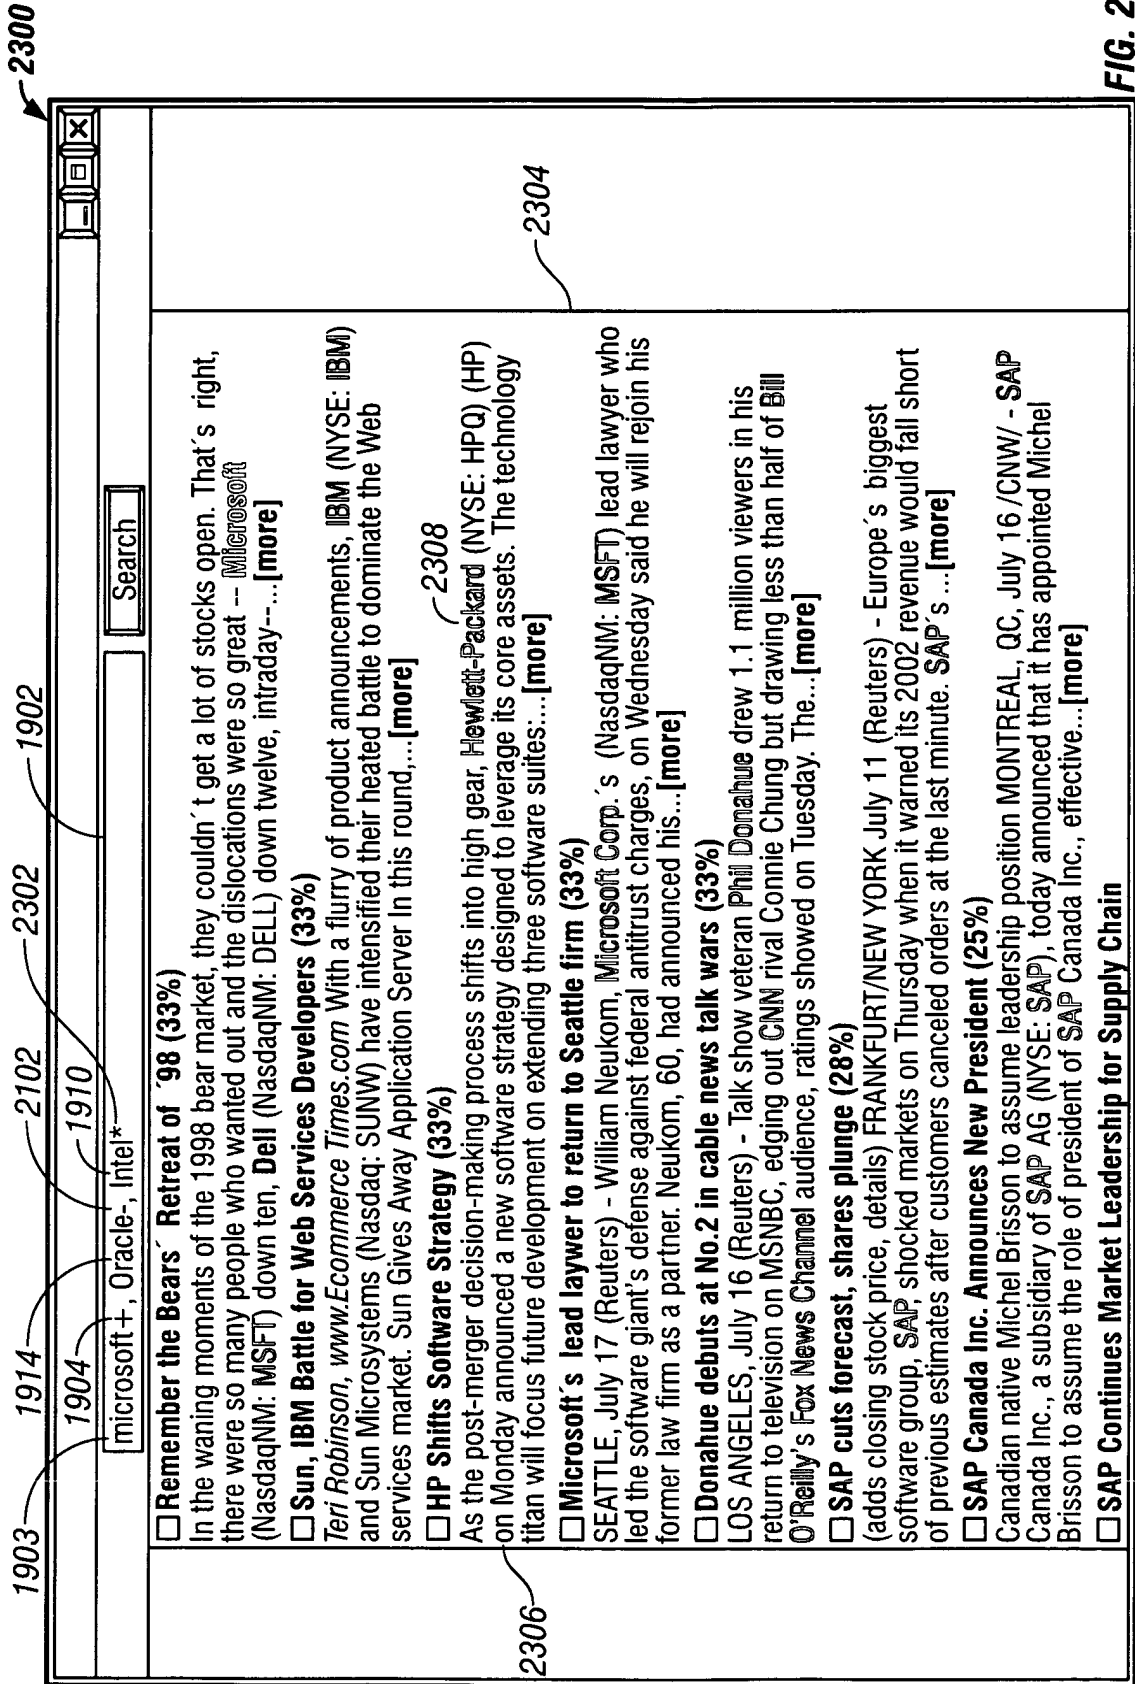 2300
1902
2302
2102
1914
1910
1904
1903
microsoft+, Oracle-, Intel*
Search
Remember the Bears´ Retreat of ´98 (33%)
In the waning moments of the 1998 bear market, they couldn´t get a lot of stocks open. That´s right,
there were so many people who wanted out and the dislocations were so great -- Microsoft
(NasdaqNM: MSFT) down ten, Dell (NasdaqNM: DELL) down twelve, intraday--...[more]
Sun, IBM Battle for Web Services Developers (33%)
Teri Robinson, www.Ecommerce Times.com With a flurry of product announcements, IBM (NYSE: IBM)
and Sun Microsystems (Nasdaq: SUNW) have intensified their heated battle to dominate the Web
services market. Sun Gives Away Application Server In this round,...[more]
2308
HP Shifts Software Strategy (33%)
As the post-merger decision-making process shifts into high gear, Hewlett-Packard (NYSE: HPQ) (HP)
on Monday announced a new software strategy designed to leverage its core assets. The technology
titan will focus future development on extending three software suites:...[more]
2304
2306
Microsoft´s lead laywer to return to Seattle firm (33%)
SEATTLE, July 17 (Reuters) - William Neukom, Microsoft Corp.´s (NasdaqNM: MSFT) lead lawyer who
led the software giant´s defense against federal antitrust charges, on Wednesday said he will rejoin his
former law firm as a partner. Neukom, 60, had announced his...[more]
Donahue debuts at No.2 in cable news talk wars (33%)
LOS ANGELES, July 16 (Reuters) - Talk show veteran Phil Donahue drew 1.1 million viewers in his
return to television on MSNBC, edging out CNN rival Connie Chung but drawing less than half of Bill
O'Reilly's Fox News Channel audience, ratings showed on Tuesday. The...[more]
SAP cuts forecast, shares plunge (28%)
(adds closing stock price, details) FRANKFURT/NEW YORK July 11 (Reuters) - Europe´s biggest
software group, SAP, shocked markets on Thursday when it warned its 2002 revenue would fall short
of previous estimates after customers canceled orders at the last minute. SAP´s ...[more]
SAP Canada Inc. Announces New President (25%)
Canadian native Michel Brisson to assume leadership position MONTREAL, QC, July 16 /CNW/ - SAP
Canada Inc., a subsidiary of SAP AG (NYSE: SAP), today announced that it has appointed Michel
Brisson to assume the role of president of SAP Canada Inc., effective...[more]
SAP Continues Market Leadership for Supply Chain
FIG. 2